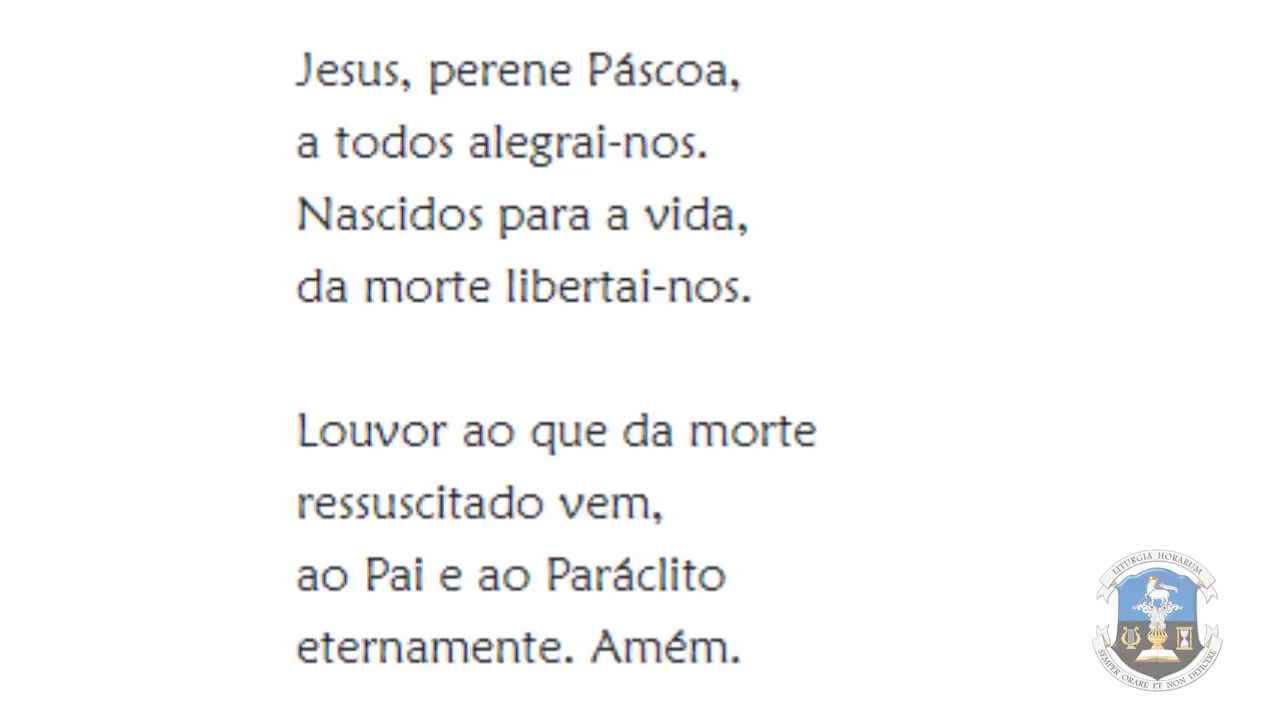 Jesus, perene Páscoa,
a todos alegrai-nos.
Nascidos para a vida,
da morte libertai-nos.
Louvor ao que da morte
ressuscitado vem,
ao Pai e ao Paráclito
eternamente. Amém.
LITURGIA HORARUM
SEMPER ORARE ET NON DEFICERE